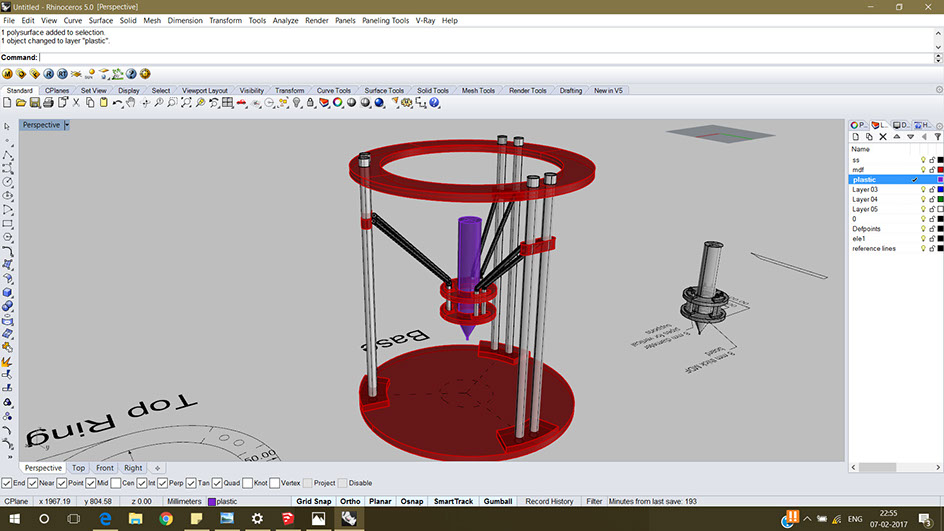 Untitled - Rhinoceros 5.0 [Perspective]
File Edit View Curve Surface Solid Mesh Dimension Transform Tools Analyze Render Panels Paneling Tools V-Ray Help
1 polysurface added to selection.
1 object changed to layer "plastic".
Command:
Standard CPlanes Set View Display Select Viewport Layout Visibility Transform Curve Tools Surface Tools Solid Tools Mesh Tools Render Tools Drafting New in V5
Perspective
P... L... D... H...
Name
ss
mdf
plastic
Layer 03
Layer 04
Layer 05
0
Defpoints
ele1
reference lines
Base
Top Ring
Perspective Top Front Right
End Near Point Mid Cen Int Perp Tan Quad Knot Vertex Project Disable
CPlane x 1967.19 y 804.58 z 0.00 Millimeters plastic Grid Snap Ortho Planar Osnap SmartTrack Gumball Record History Filter Minutes from last save: 193
22:55
07-02-2017